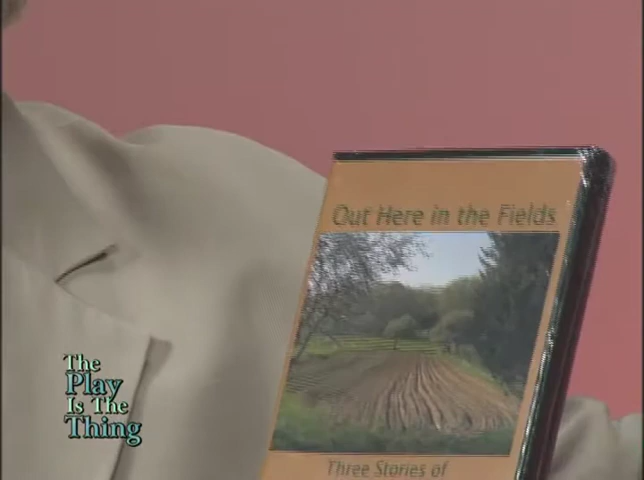 Out Here in the Fields
Three Stories of
The
Play
Is The
Thing